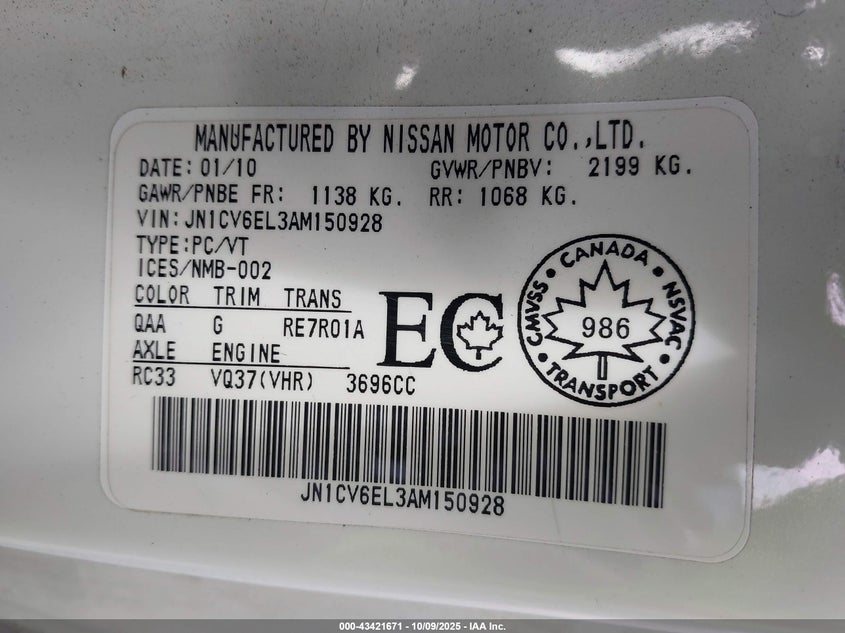 MANUFACTURED BY NISSAN MOTOR CO.,LTD.
DATE: 01/10 GVWR/PNBV: 2199 KG.
GAWR/PNBE FR: 1138 KG. RR: 1068 KG.
VIN:JN1CV6EL3AM150928
TYPE:PC/VT
ICES/NMB-002
COLOR TRIM TRANS
QAA G RE7R01A
AXLE ENGINE
RC33 VQ37(VHR) 3696CC
EC
CANADA
CMVSS
NSVAC
986
TRANSPORT
JN1CV6EL3AM150928
000-43421671 - 10/09/2025 - IAA Inc.